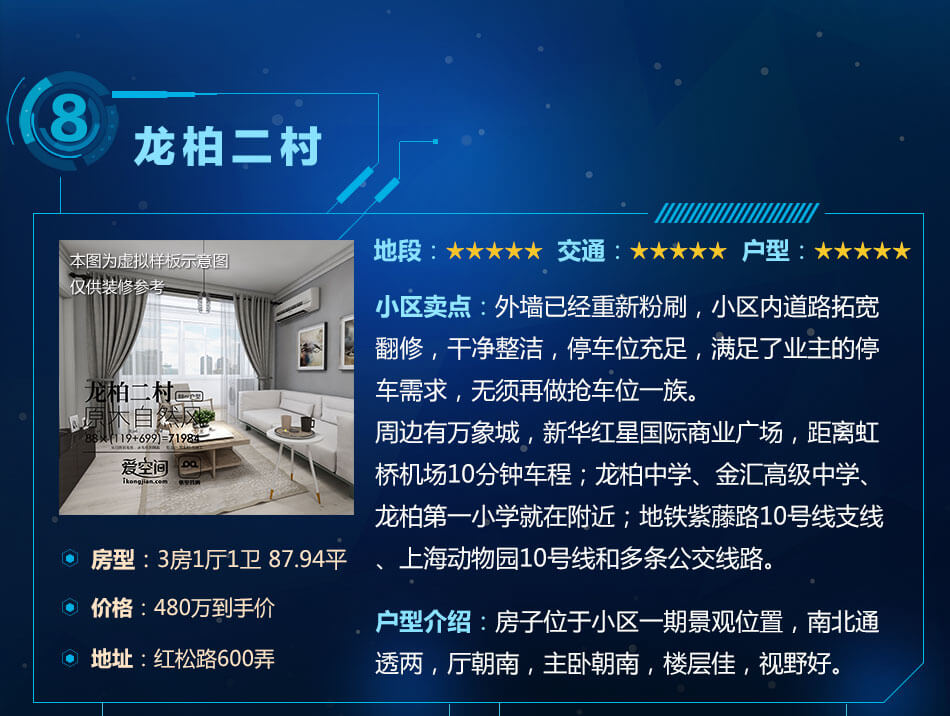 8
龙柏二村
地段：★★★★★ 交通：★★★★★ 户型：★★★★★
本图为虚拟样板示意图
仅供装修参考
龙柏二村
原木自然风
88×(119+699)=71984
爱空间
ikongjian.com
小区卖点：外墙已经重新粉刷，小区内道路拓宽
翻修，干净整洁，停车位充足，满足了业主的停
车需求，无须再做抢车位一族。
周边有万象城，新华红星国际商业广场，距离虹
桥机场10分钟车程；龙柏中学、金汇高级中学、
龙柏第一小学就在附近；地铁紫藤路10号线支线
、上海动物园10号线和多条公交线路。
房型：3房1厅1卫 87.94平
价格：480万到手价
地址：红松路600弄
户型介绍：房子位于小区一期景观位置，南北通
透两，厅朝南，主卧朝南，楼层佳，视野好。